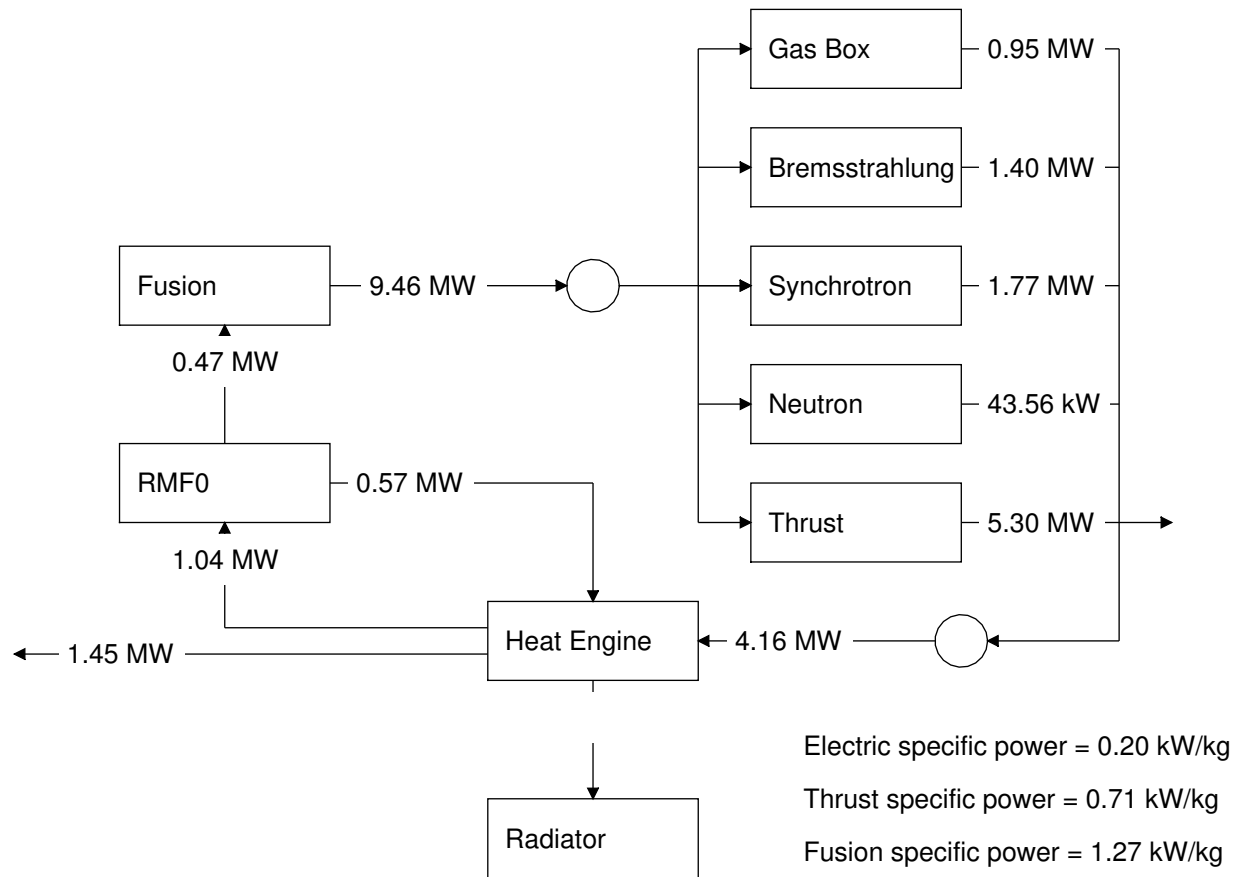 Gas Box
0.95 MW
Bremsstrahlung
1.40 MW
Fusion
9.46 MW
Synchrotron
1.77 MW
0.47 MW
Neutron
43.56 kW
RMF0
0.57 MW
Thrust
5.30 MW
1.04 MW
1.45 MW
Heat Engine
4.16 MW
Radiator
Electric specific power = 0.20 kW/kg
Thrust specific power = 0.71 kW/kg
Fusion specific power = 1.27 kW/kg